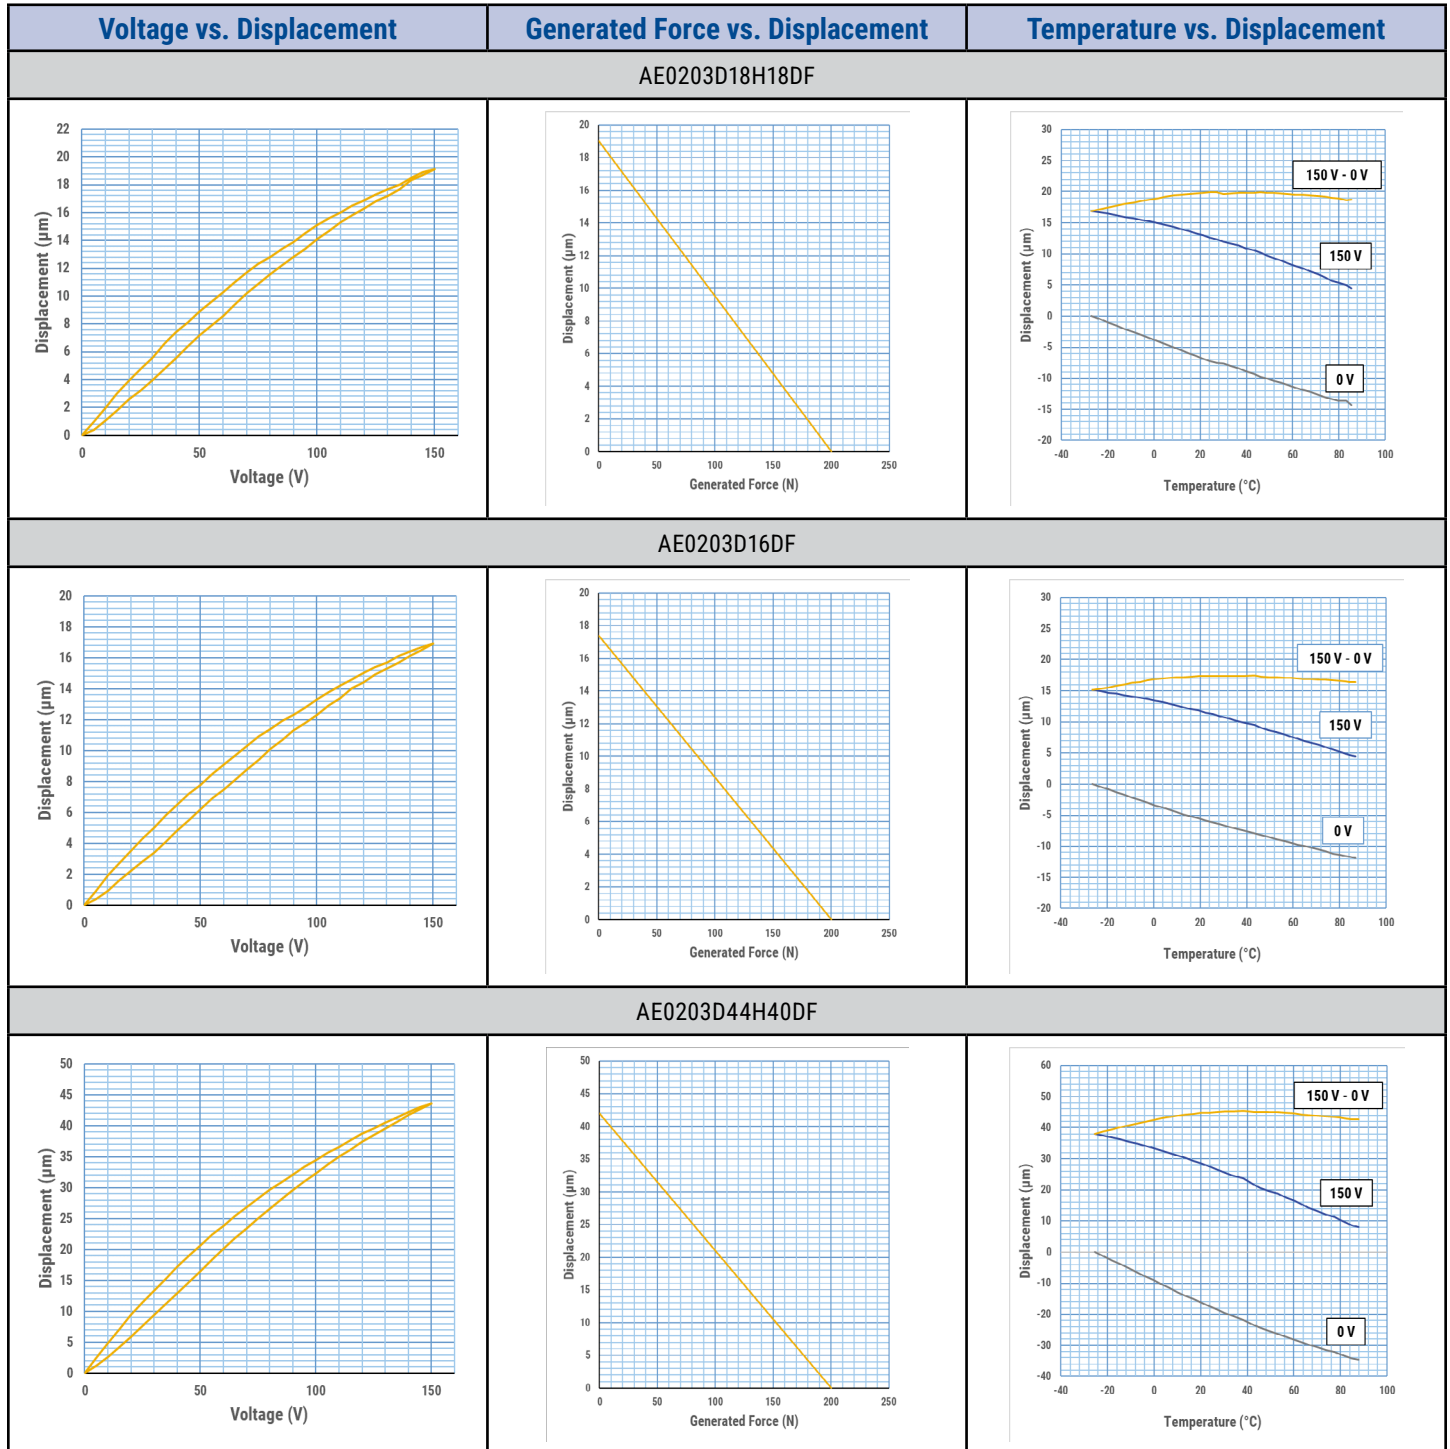 Voltage vs. Displacement
Generated Force vs. Displacement
Temperature vs. Displacement
AE0203D18H18DF
22
20
18
16
14
12
10
8
6
4
2
0
Displacement (µm)
0 50 100 150
Voltage (V)
20
18
16
14
12
10
8
6
4
2
0
Displacement (µm)
0 50 100 150 200 250
Generated Force (N)
30
25
20
15
10
5
0
-5
-10
-15
-20
Displacement (µm)
150 V - 0 V
150 V
0 V
-40 -20 0 20 40 60 80 100
Temperature (°C)
AE0203D16DF
20
18
16
14
12
10
8
6
4
2
0
Displacement (µm)
0 50 100 150
Voltage (V)
20
18
16
14
12
10
8
6
4
2
0
Displacement (µm)
0 50 100 150 200 250
Generated Force (N)
30
25
20
15
10
5
0
-5
-10
-15
-20
Displacement (µm)
150 V - 0 V
150 V
0 V
-40 -20 0 20 40 60 80 100
Temperature (°C)
AE0203D44H40DF
50
45
40
35
30
25
20
15
10
5
0
Displacement (µm)
0 50 100 150
Voltage (V)
50
45
40
35
30
25
20
15
10
5
0
Displacement (µm)
0 50 100 150 200 250
Generated Force (N)
60
50
40
30
20
10
0
-10
-20
-30
-40
Displacement (µm)
150 V - 0 V
150 V
0 V
-40 -20 0 20 40 60 80 100
Temperature (°C)